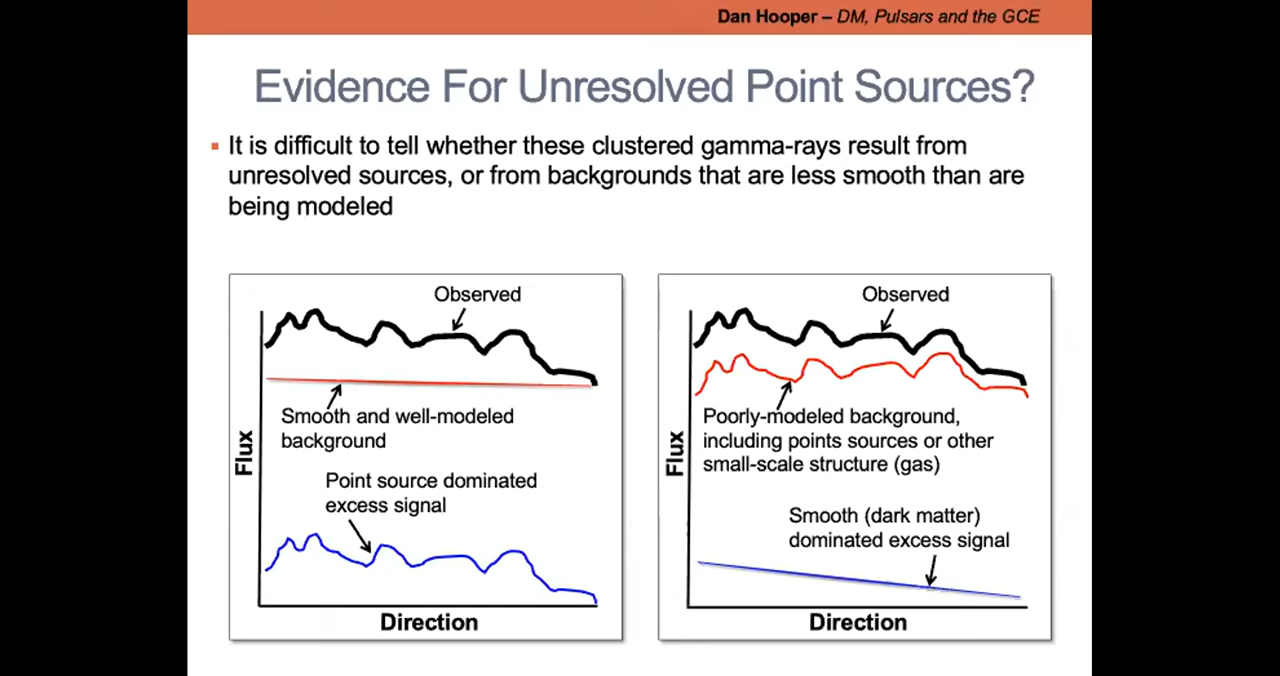 Dan Hooper – DM, Pulsars and the GCE
Evidence For Unresolved Point Sources?
It is difficult to tell whether these clustered gamma-rays result from
unresolved sources, or from backgrounds that are less smooth than are
being modeled
Observed
Smooth and well-modeled
background
Point source dominated
excess signal
Flux
Direction
Observed
Poorly-modeled background,
including points sources or other
small-scale structure (gas)
Smooth (dark matter)
dominated excess signal
Flux
Direction